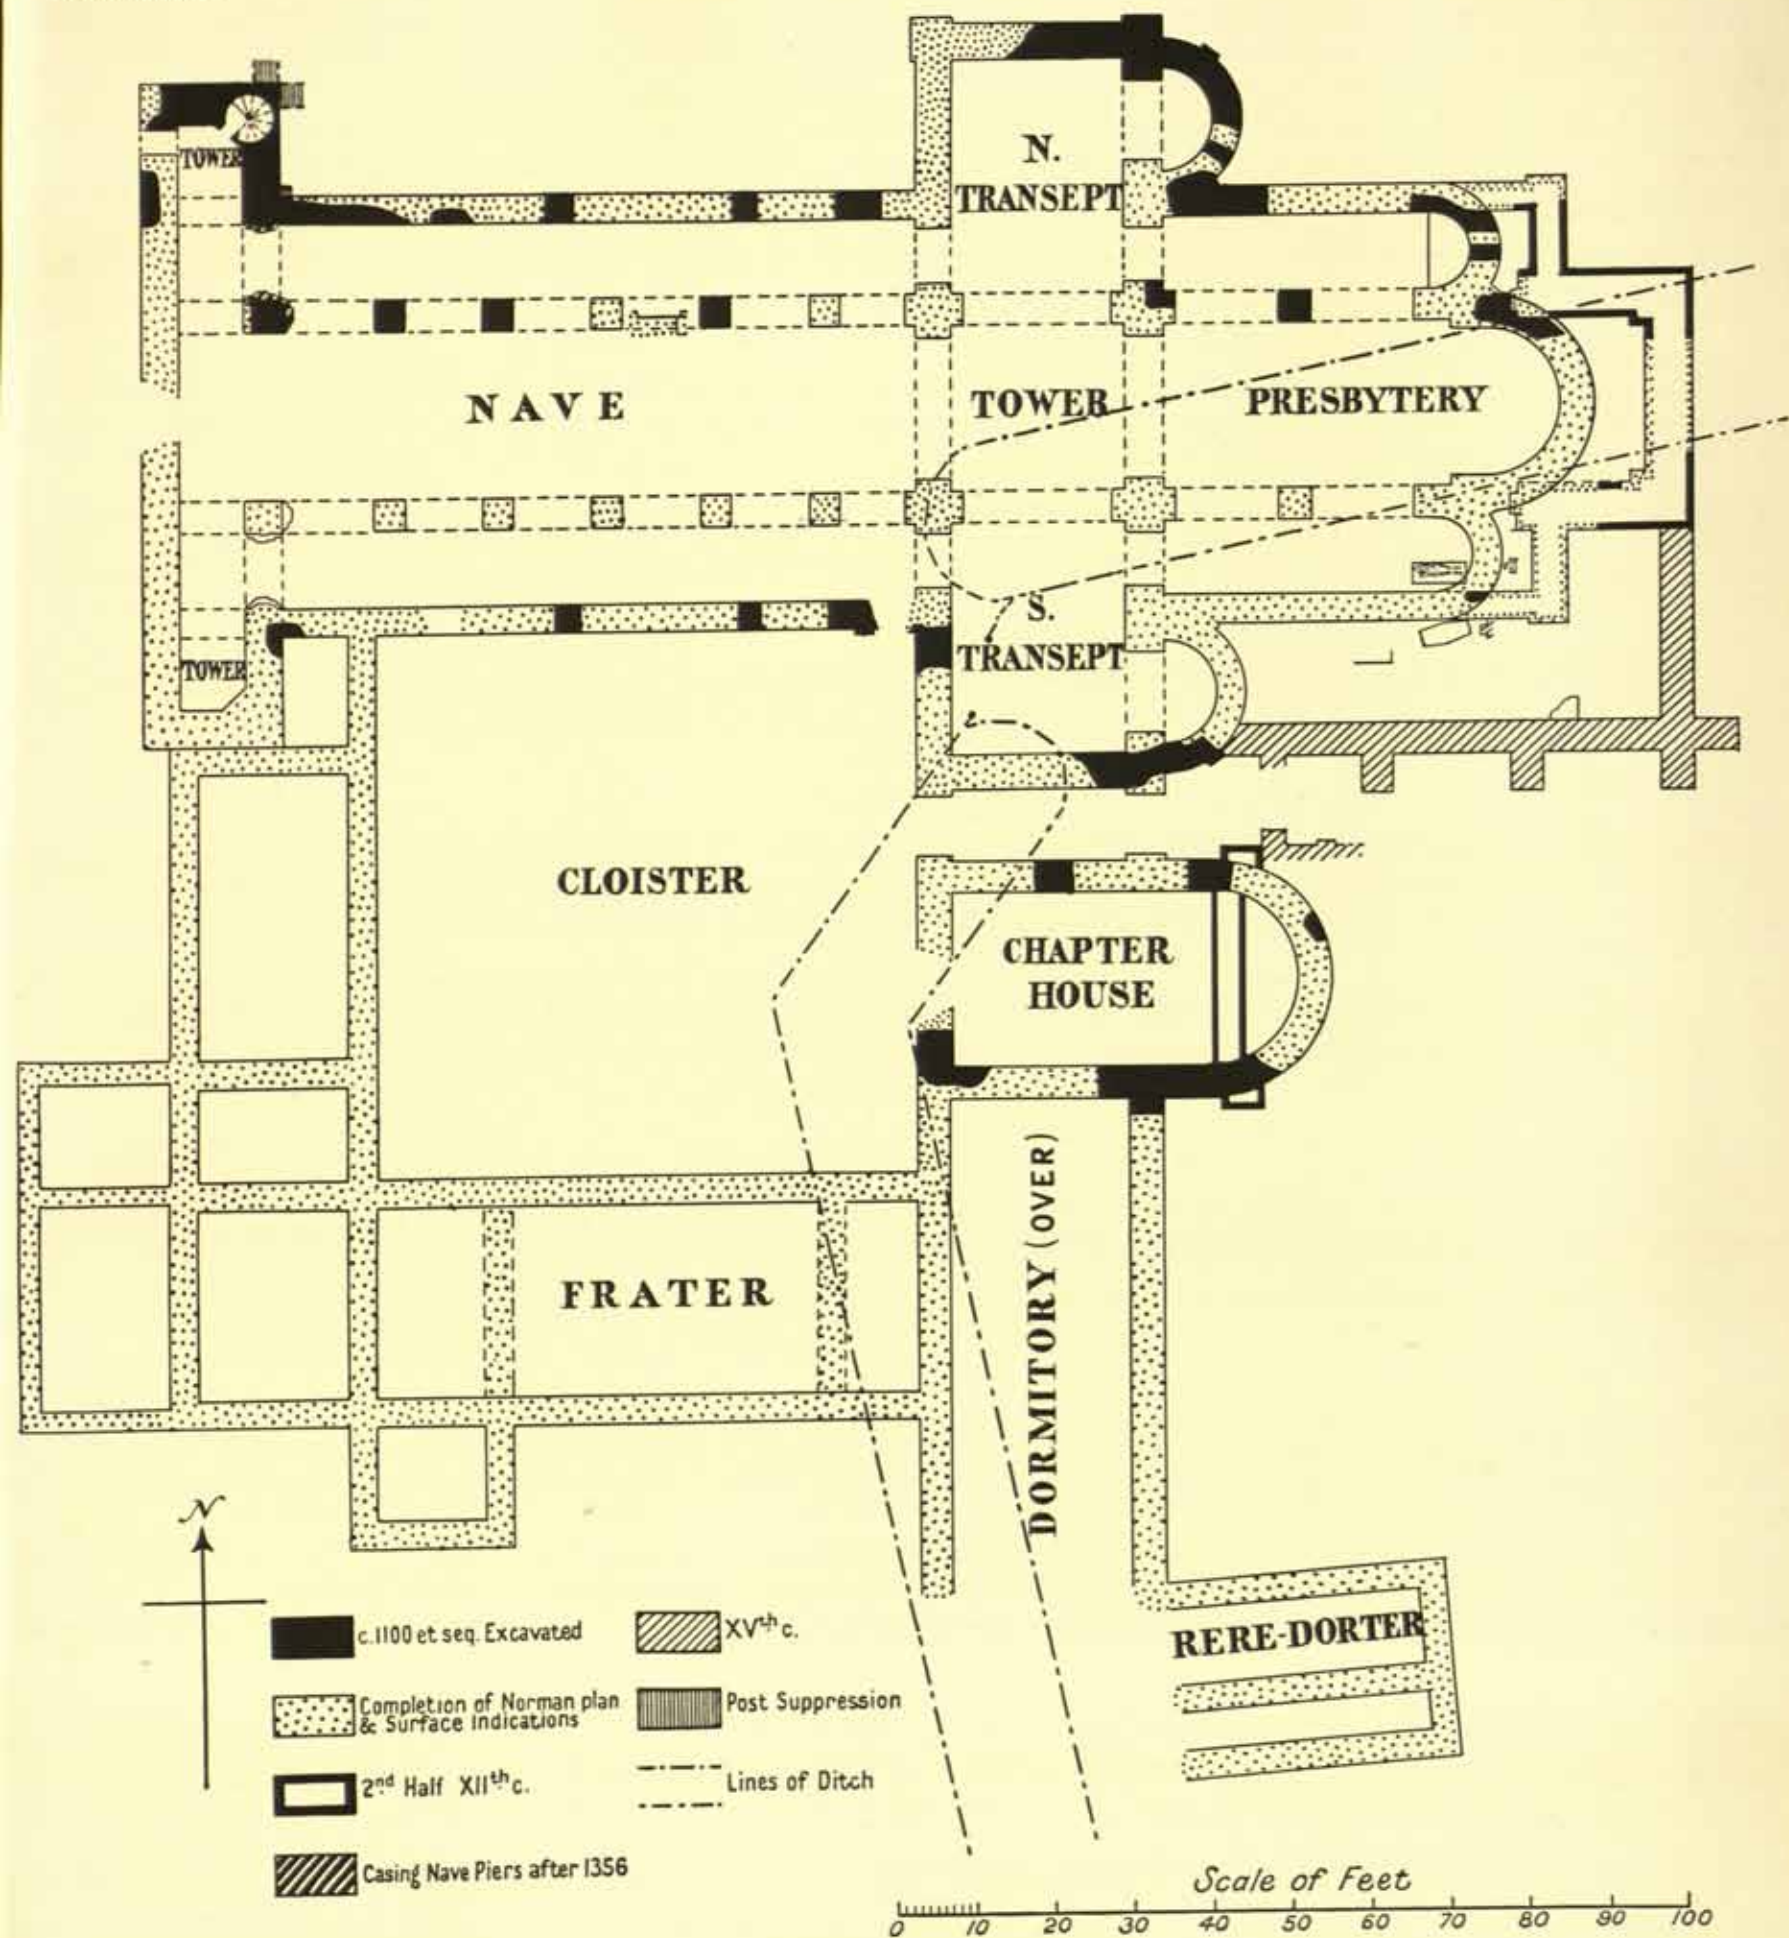 TOWER
N.
TRANSEPT
NAVE
TOWER
PRESBYTERY
S.
TRANSEPT
TOWER
CLOISTER
CHAPTER
HOUSE
DORMITORY (OVER)
FRATER
RERE-DORTER
N
c.1100 et seq. Excavated
Completion of Norman plan
& Surface Indications
2nd Half XIIth c.
Casing Nave Piers after 1356
XVth c.
Post Suppression
Lines of Ditch
Scale of Feet
0 10 20 30 40 50 60 70 80 90 100